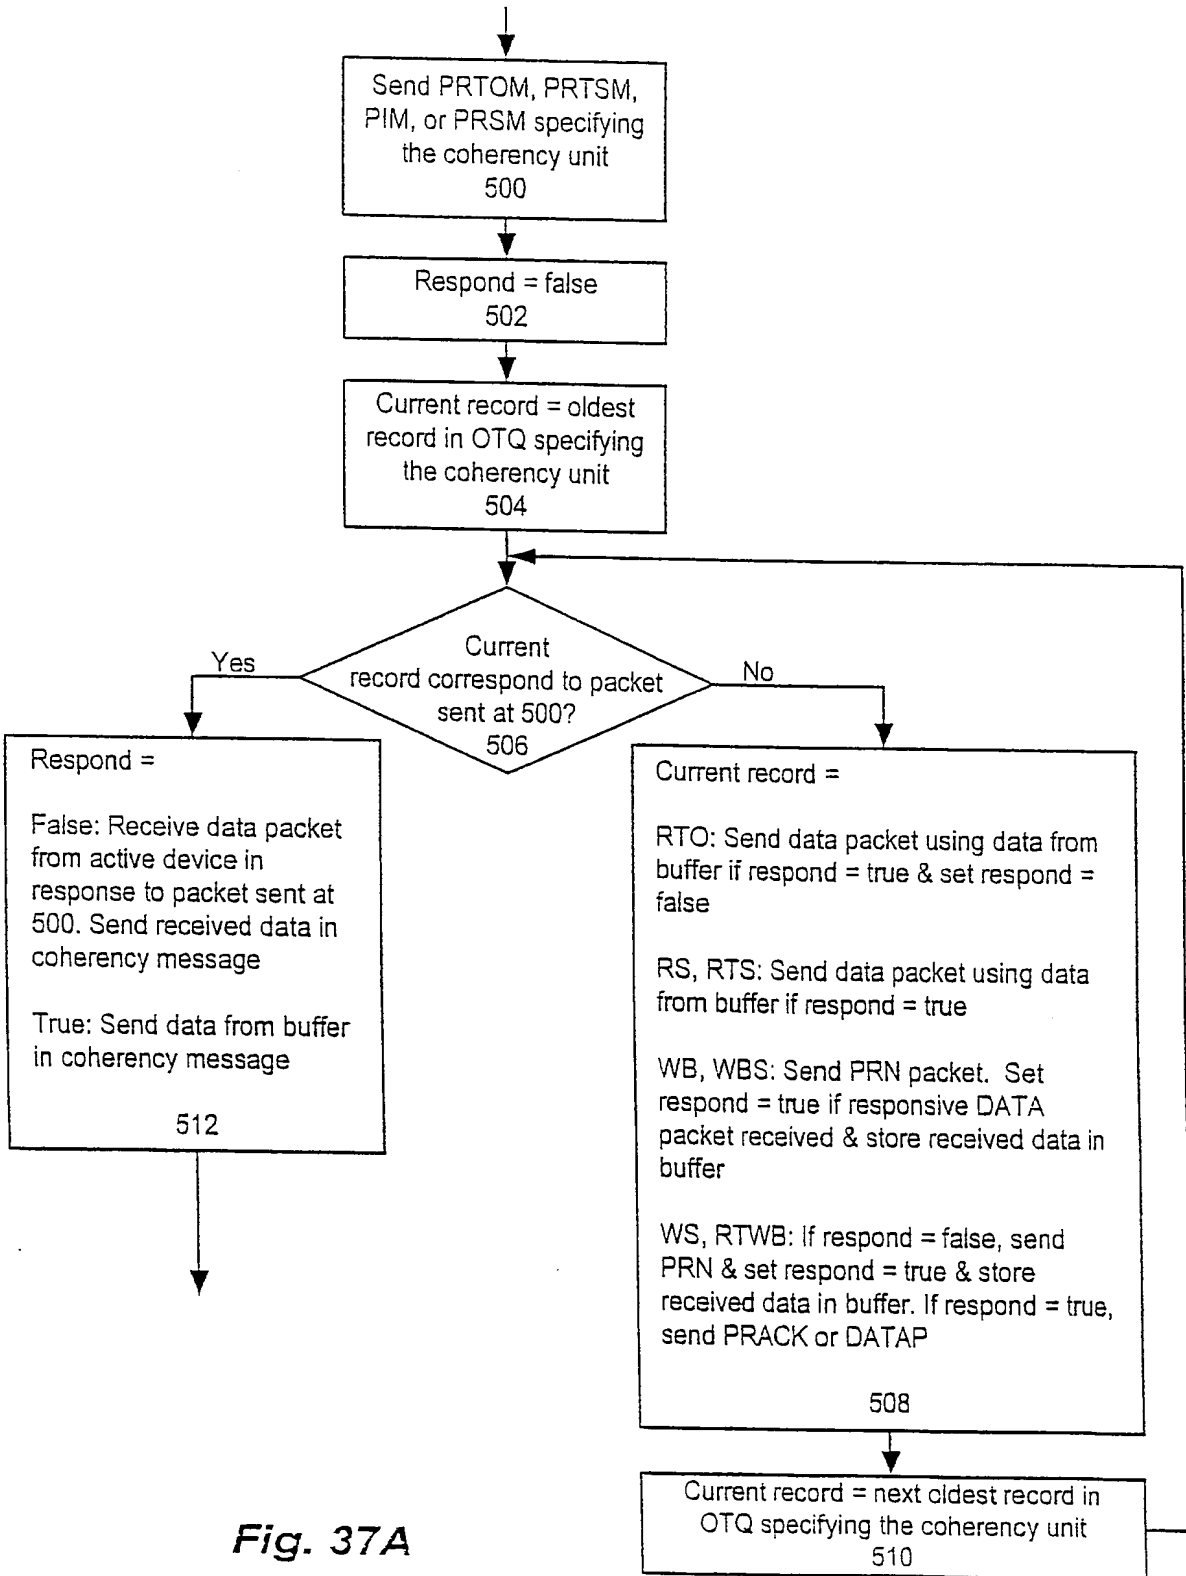 Send PRTOM, PRTSM,
PIM, or PRSM specifying
the coherency unit
500
Respond = false
502
Current record = oldest
record in OTQ specifying
the coherency unit
504
Current
record correspond to packet
sent at 500?
506
Yes
No
Respond =
False: Receive data packet
from active device in
response to packet sent at
500. Send received data in
coherency message
True: Send data from buffer
in coherency message
512
Current record =
RTO: Send data packet using data from
buffer if respond = true & set respond =
false
RS, RTS: Send data packet using data
from buffer if respond = true
WB, WBS: Send PRN packet. Set
respond = true if responsive DATA
packet received & store received data in
buffer
WS, RTWB: If respond = false, send
PRN & set respond = true & store
received data in buffer. If respond = true,
send PRACK or DATAP
508
Current record = next oldest record in
OTQ specifying the coherency unit
510
Fig. 37A